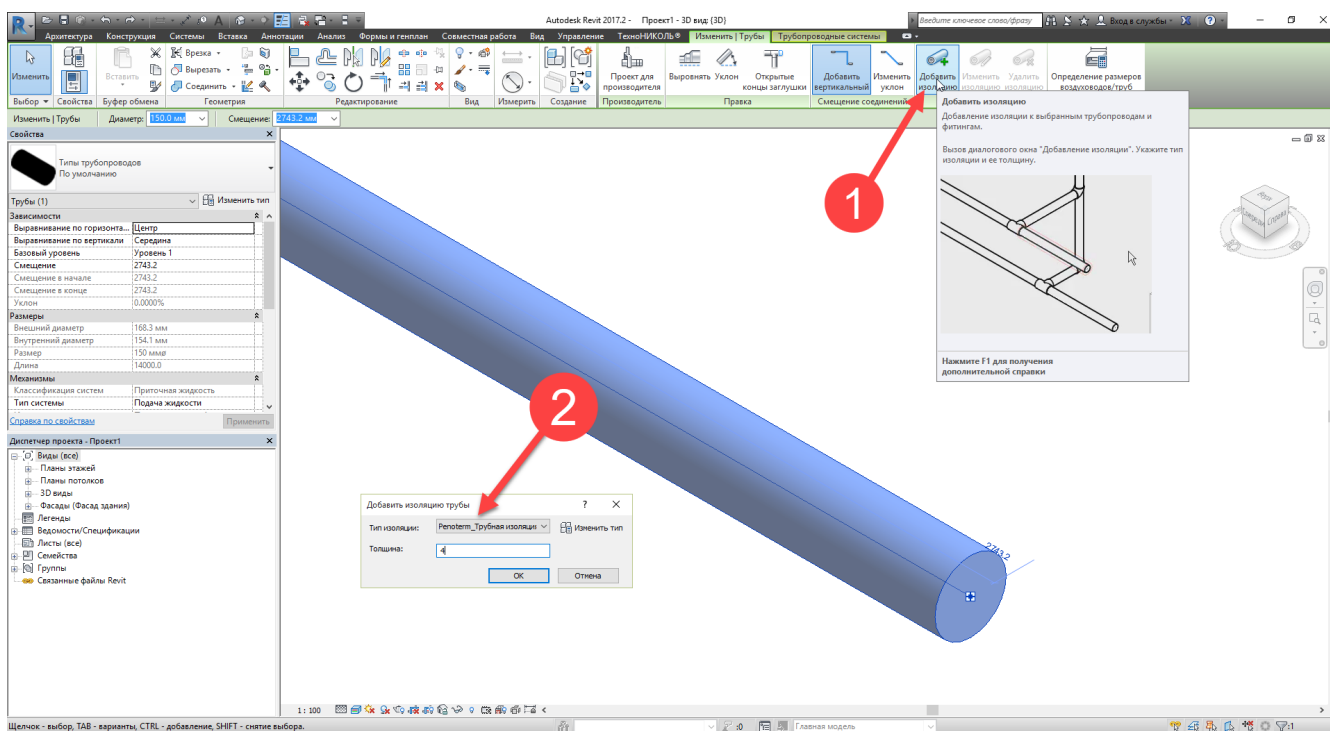 Autodesk Revit 2017.2 - Проект1 - 3D вид: {3D}
Введите ключевое слово/фразу
Вход в службы
Архитектура Конструкция Системы Вставка Аннотации Анализ Формы и генплан Совместная работа Вид Управление ТехноНИКОЛЬ® Изменить | Трубы Трубопроводные системы
Изменить
Вставить
Врезка
Вырезать
Соединить
Проект для производителя
Выровнять
Уклон
Открытые концы заглушки
Добавить вертикальный
Изменить уклон
Добавить изоляцию
Изменить изоляцию
Удалить изоляцию
Определение размеров воздуховодов/труб
Выбор Свойства Буфер обмена Геометрия Редактирование Вид Измерить Создание Производитель Правка Смещение соединений
Изменить | Трубы Диаметр: 150.0 мм Смещение: 2743.2 мм
Добавить изоляцию
Добавление изоляции к выбранным трубопроводам и
фитингам.
Вызов диалогового окна "Добавление изоляции". Укажите тип
изоляции и ее толщину.
Нажмите F1 для получения
дополнительной справки
1
2
Свойства
Типы трубопроводов
По умолчанию
Трубы (1) Изменить тип
Зависимости
Выравнивание по горизонта... Центр
Выравнивание по вертикали Середина
Базовый уровень Уровень 1
Смещение 2743.2
Смещение в начале 2743.2
Смещение в конце 2743.2
Уклон 0.0000%
Размеры
Внешний диаметр 168.3 мм
Внутренний диаметр 154.1 мм
Размер 150 ммø
Длина 14000.0
Механизмы
Классификация систем Приточная жидкость
Тип системы Подача жидкости
Справка по свойствам Применить
Диспетчер проекта - Проект1
Виды (все)
Планы этажей
Планы потолков
3D виды
Фасады (Фасад здания)
Легенды
Ведомости/Спецификации
Листы (все)
Семейства
Группы
Связанные файлы Revit
Добавить изоляцию трубы ?
Тип изоляции: Penoterm_Трубная изоляция Изменить тип
Толщина: 4
OK Отмена
2743.2
1 : 100
Щелчок - выбор, TAB - варианты, CTRL - добавление, SHIFT - снятие выбора.
:0
Главная модель
:1